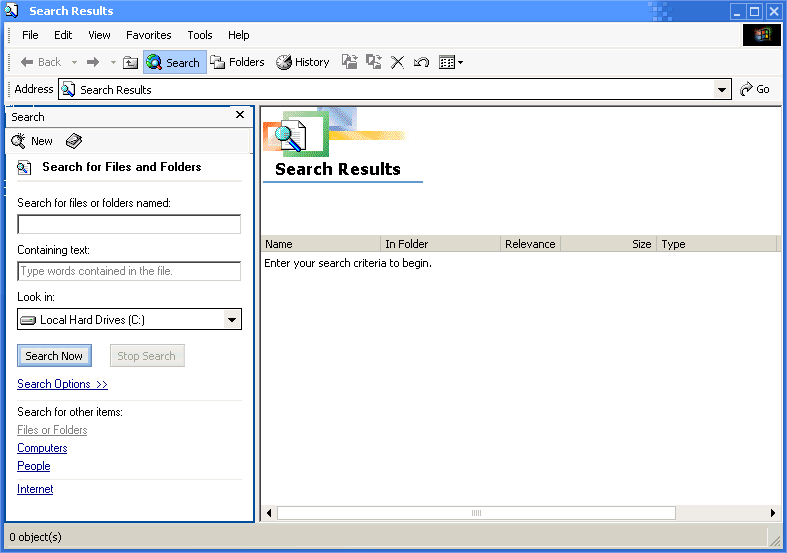 Search Results
File Edit View Favorites Tools Help
Back Search Folders History
Address Search Results Go
Search
New
Search for Files and Folders
Search for files or folders named:
Containing text:
Type words contained in the file.
Look in:
Local Hard Drives (C:)
Search Now Stop Search
Search Options >>
Search for other items:
Files or Folders
Computers
People
Internet
Search Results
Name In Folder Relevance Size Type
Enter your search criteria to begin.
0 object(s)